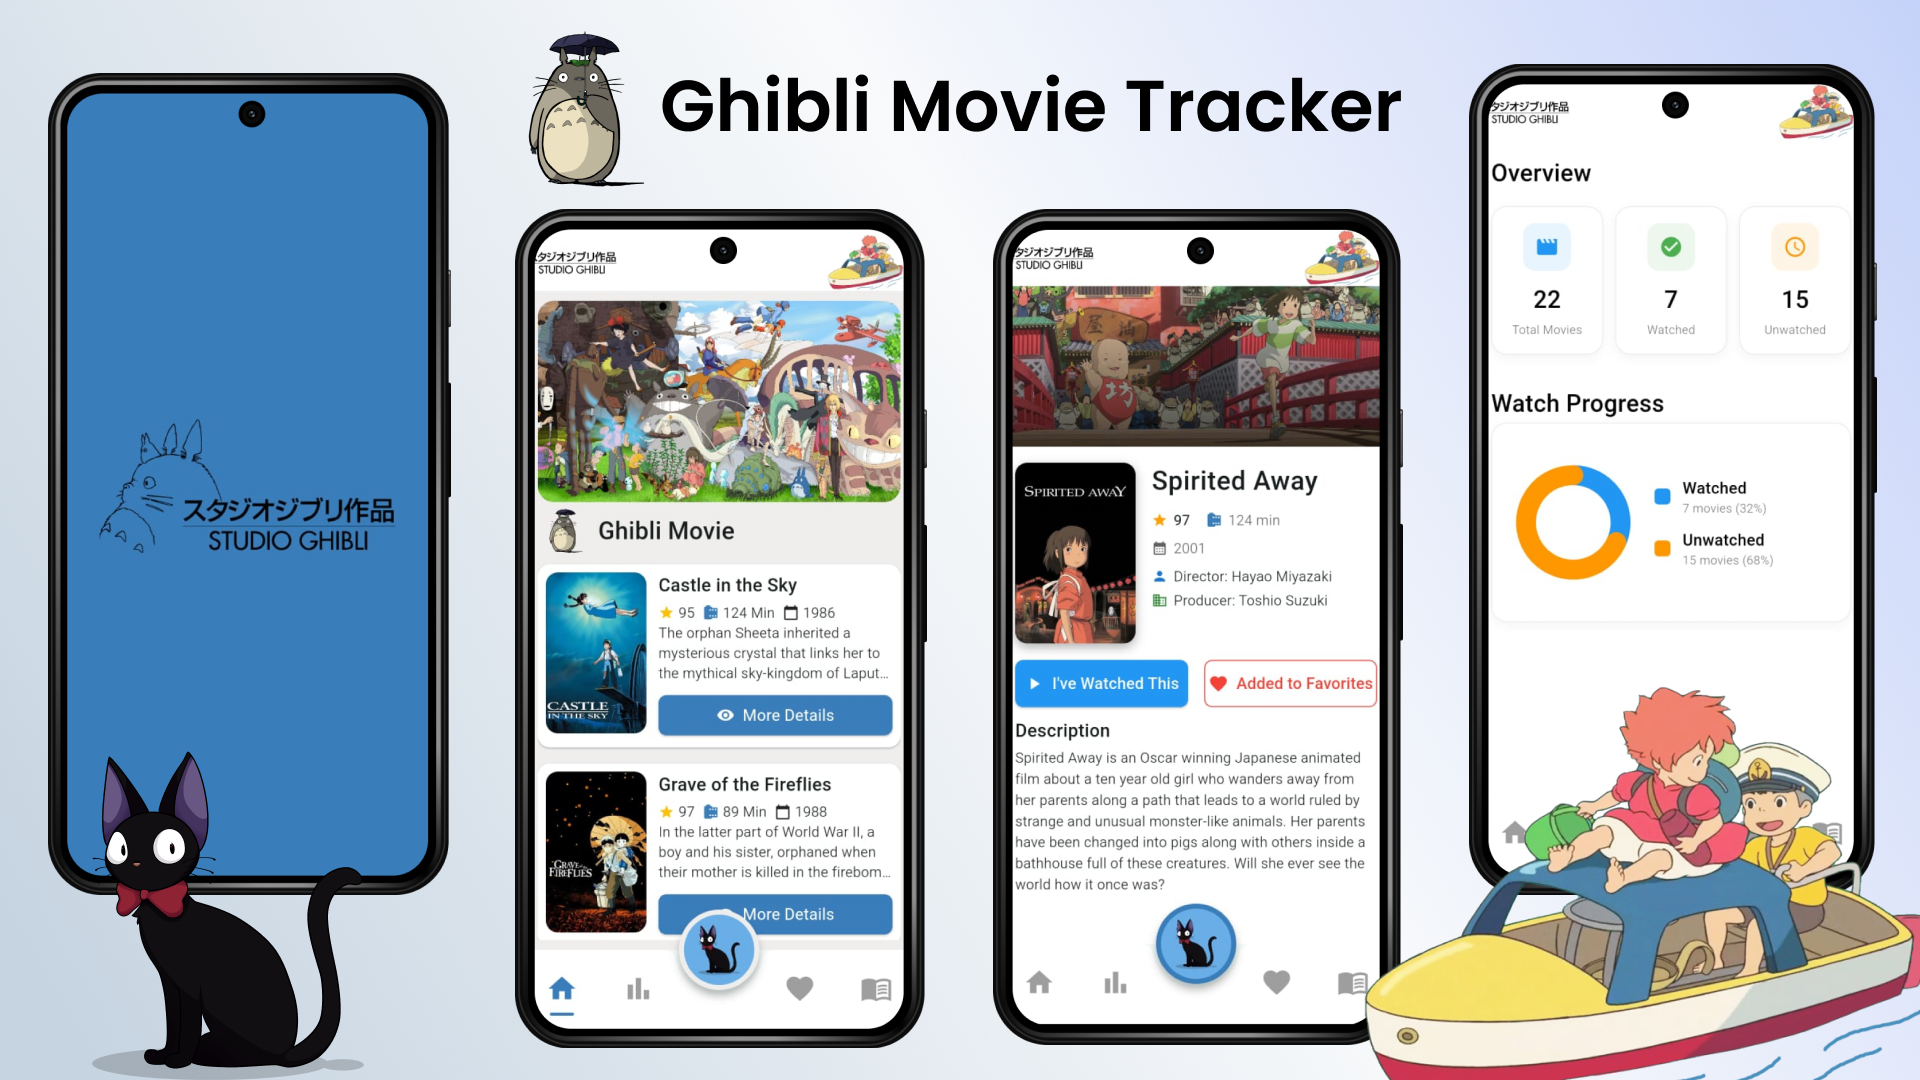 Ghibli Movie Tracker
スタジオジブリ作品
STUDIO GHIBLI
タジオジブリ作品
STUDIO GHIBLI
Ghibli Movie
CASTLE
IN THE SKY
Castle in the Sky
95 124 Min 1986
The orphan Sheeta inherited a
mysterious crystal that links her to
the mythical sky-kingdom of Laput...
More Details
GRAVE OF THE
FIREFLIES
Grave of the Fireflies
97 89 Min 1988
In the latter part of World War II, a
boy and his sister, orphaned when
their mother is killed in the firebom...
More Details
タジオジブリ作品
STUDIO GHIBLI
油屋
坊
SPIRITED AWAY
Spirited Away
97 124 min
2001
Director: Hayao Miyazaki
Producer: Toshio Suzuki
I've Watched This
Added to Favorites
Description
Spirited Away is an Oscar winning Japanese animated
film about a ten year old girl who wanders away from
her parents along a path that leads to a world ruled by
strange and unusual monster-like animals. Her parents
have been changed into pigs along with others inside a
bathhouse full of these creatures. Will she ever see the
world how it once was?
タジオジブリ作品
STUDIO GHIBLI
Overview
22
Total Movies
7
Watched
15
Unwatched
Watch Progress
Watched
7 movies (32%)
Unwatched
15 movies (68%)